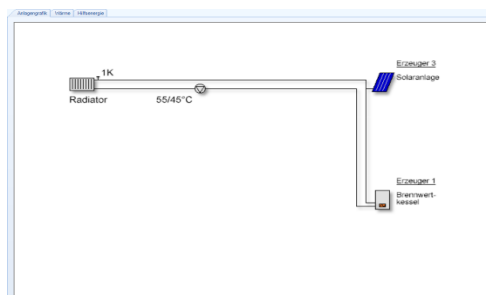 Anlagengrafik Wärme Hilfsenergie
1K
Radiator
55/45°C
Erzeuger 3
Solaranlage
Erzeuger 1
Brennwert-
kessel